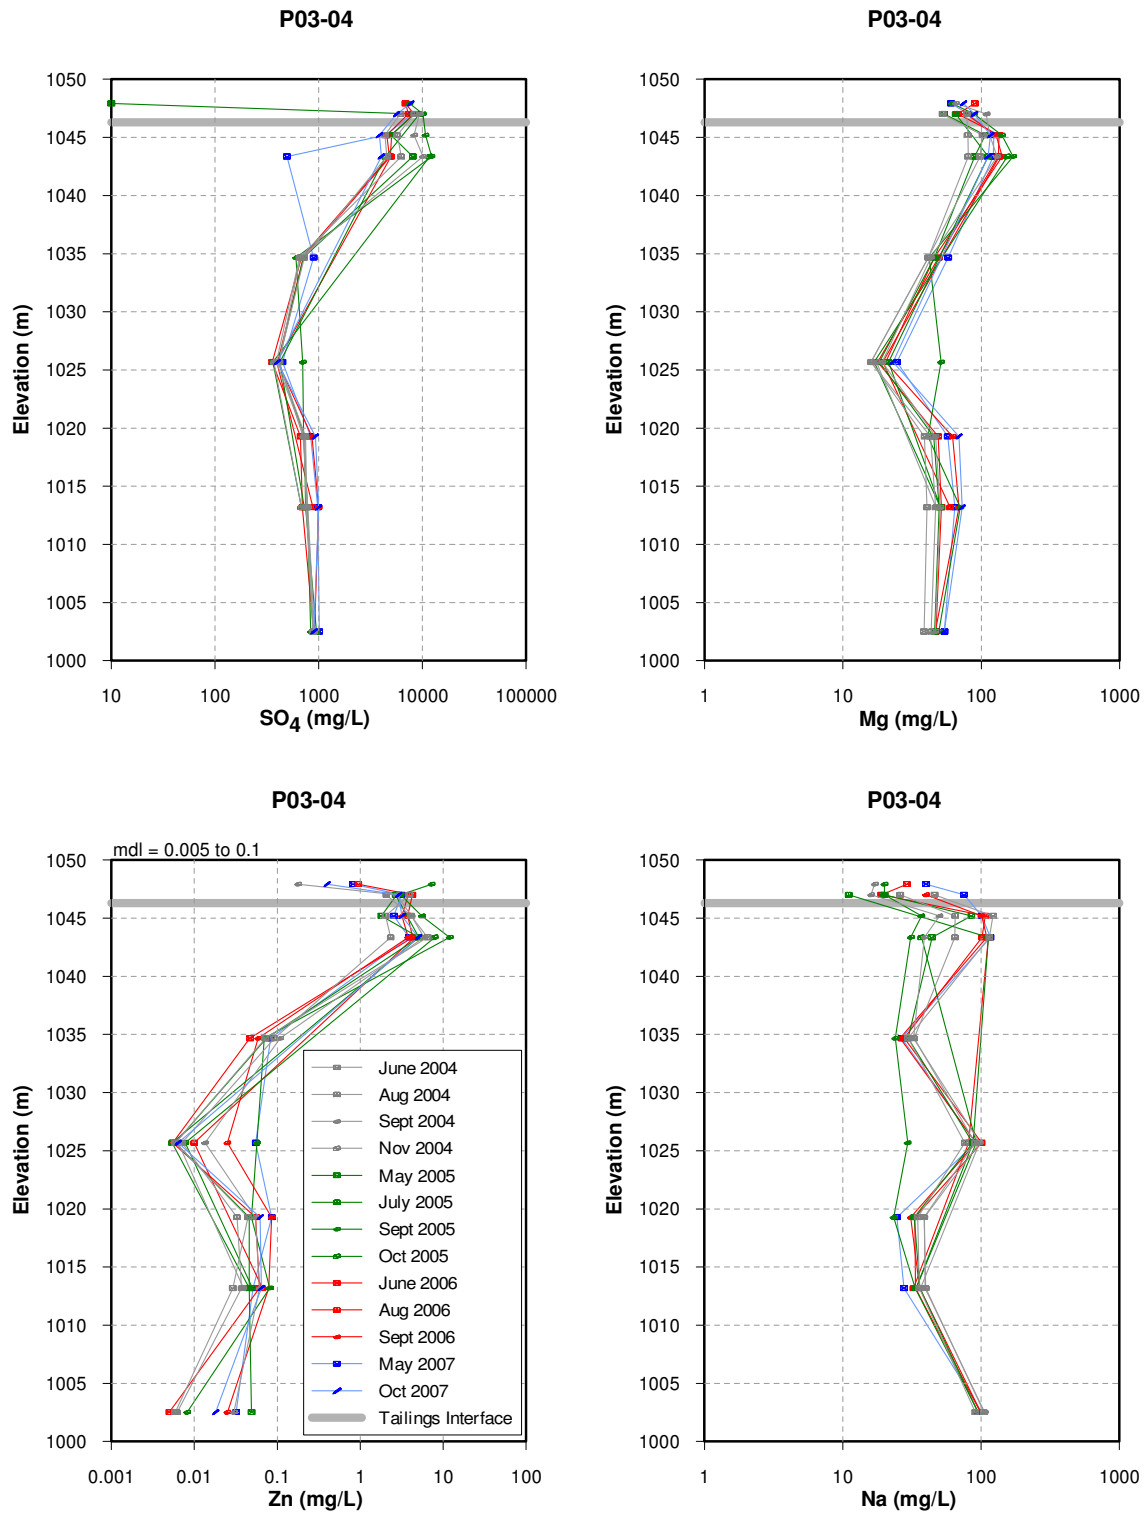 P03-04
P03-04
1050
1045
1040
1035
1030
1025
1020
1015
1010
1005
1000
Elevation (m)
10 100 1000 10000 100000
SO4 (mg/L)
1050
1045
1040
1035
1030
1025
1020
1015
1010
1005
1000
Elevation (m)
1 10 100 1000
Mg (mg/L)
P03-04
P03-04
mdl = 0.005 to 0.1
1050
1045
1040
1035
1030
1025
1020
1015
1010
1005
1000
Elevation (m)
June 2004
Aug 2004
Sept 2004
Nov 2004
May 2005
July 2005
Sept 2005
Oct 2005
June 2006
Aug 2006
Sept 2006
May 2007
Oct 2007
Tailings Interface
0.001 0.01 0.1 1 10 100
Zn (mg/L)
1050
1045
1040
1035
1030
1025
1020
1015
1010
1005
1000
Elevation (m)
1 10 100 1000
Na (mg/L)